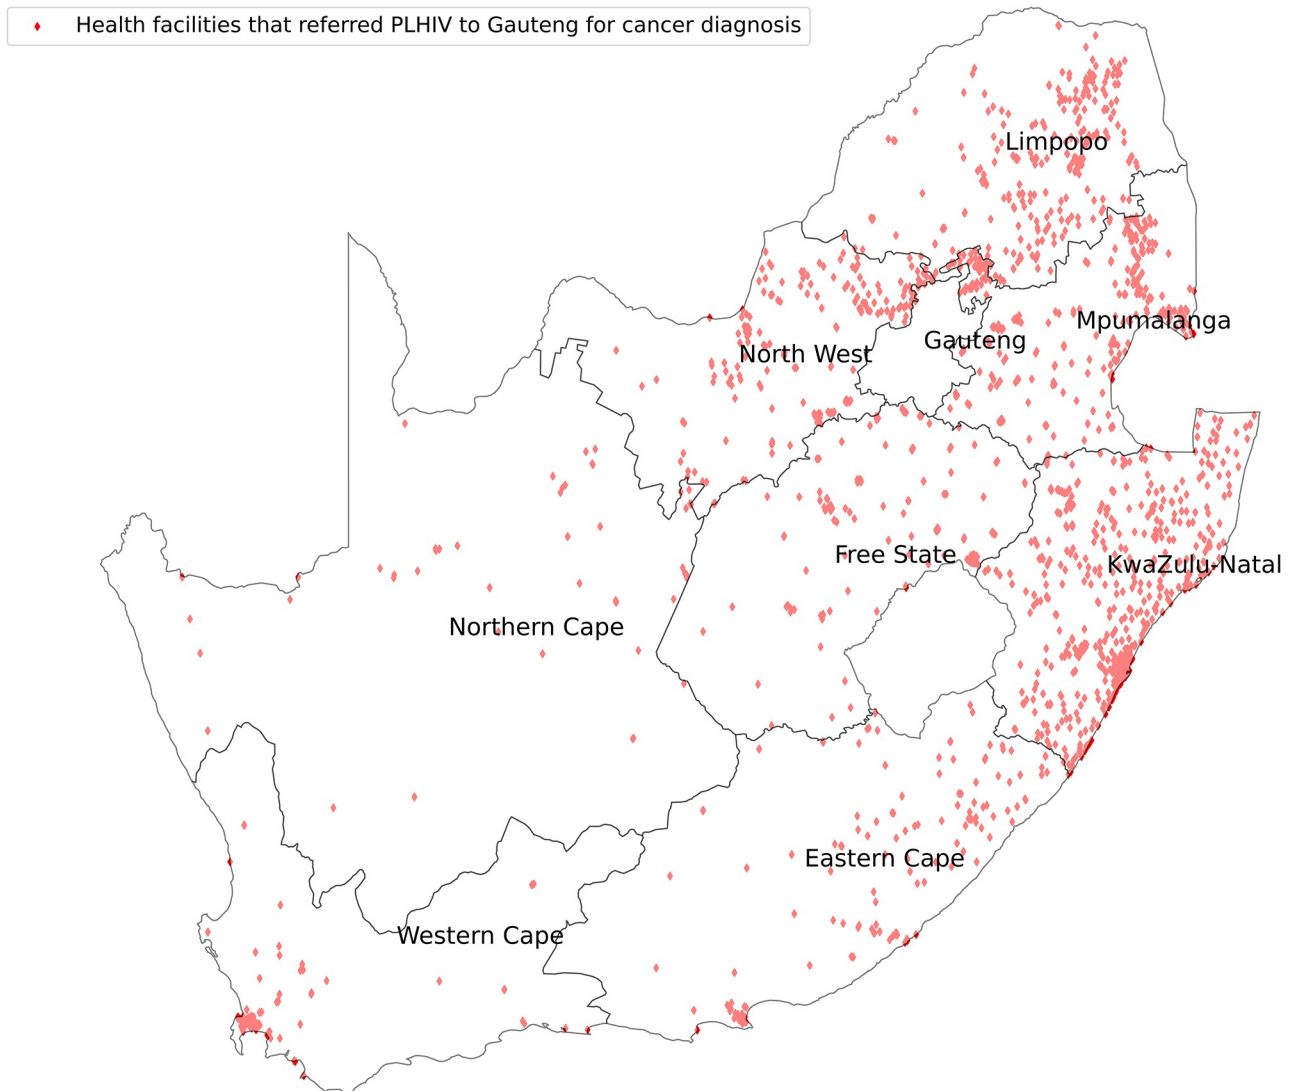 Health facilities that referred PLHIV to Gauteng for cancer diagnosis
Limpopo
Mpumalanga
Gauteng
North West
Free State
KwaZulu-Natal
Northern Cape
Eastern Cape
Western Cape